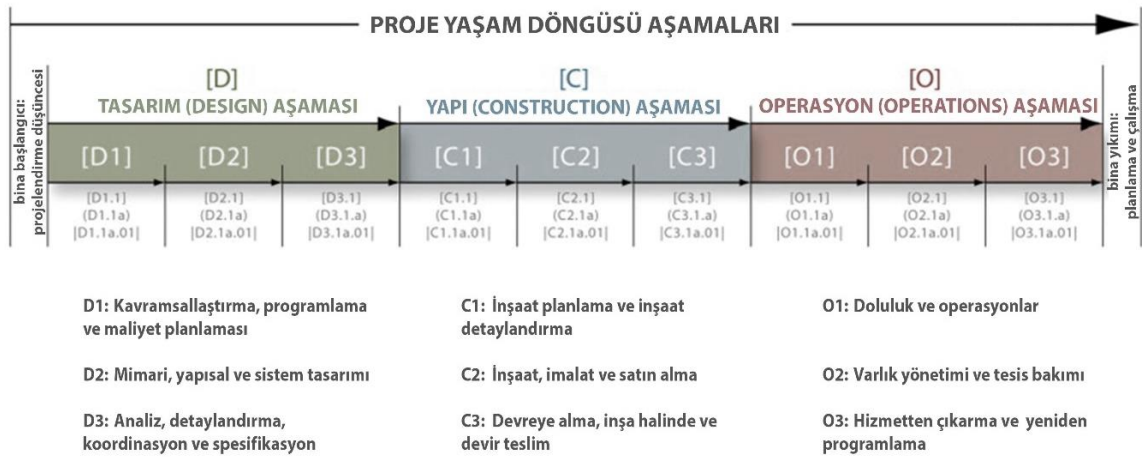 PROJE YAŞAM DÖNGÜSÜ AŞAMALARI
bina başlangıcı:
projelendirme düşüncesi
[D]
TASARIM (DESIGN) AŞAMASI
[C]
YAPI (CONSTRUCTION) AŞAMASI
[O]
OPERASYON (OPERATIONS) AŞAMASI
bina yıkımı:
planlama ve çalışma
[D1] [D2] [D3] [C1] [C2] [C3] [O1] [O2] [O3]
[D1.1] [D2.1] [D3.1] [C1.1] [C2.1] [C3.1] [O1.1] [O2.1] [O3.1]
(D1.1a) (D2.1a) (D3.1.a) (C1.1a) (C2.1a) (C3.1.a) (O1.1a) (O2.1a) (O3.1.a)
|D1.1a.01| |D2.1a.01| |D3.1a.01| |C1.1a.01| |C2.1a.01| |C3.1a.01| |O1.1a.01| |O2.1a.01| |O3.1a.01|
D1: Kavramsallaştırma, programlama
ve maliyet planlaması
D2: Mimari, yapısal ve sistem tasarımı
D3: Analiz, detaylandırma,
koordinasyon ve spesifikasyon
C1: İnşaat planlama ve inşaat
detaylandırma
C2: İnşaat, imalat ve satın alma
C3: Devreye alma, inşa halinde ve
devir teslim
O1: Doluluk ve operasyonlar
O2: Varlık yönetimi ve tesis bakımı
O3: Hizmetten çıkarma ve yeniden
programlama